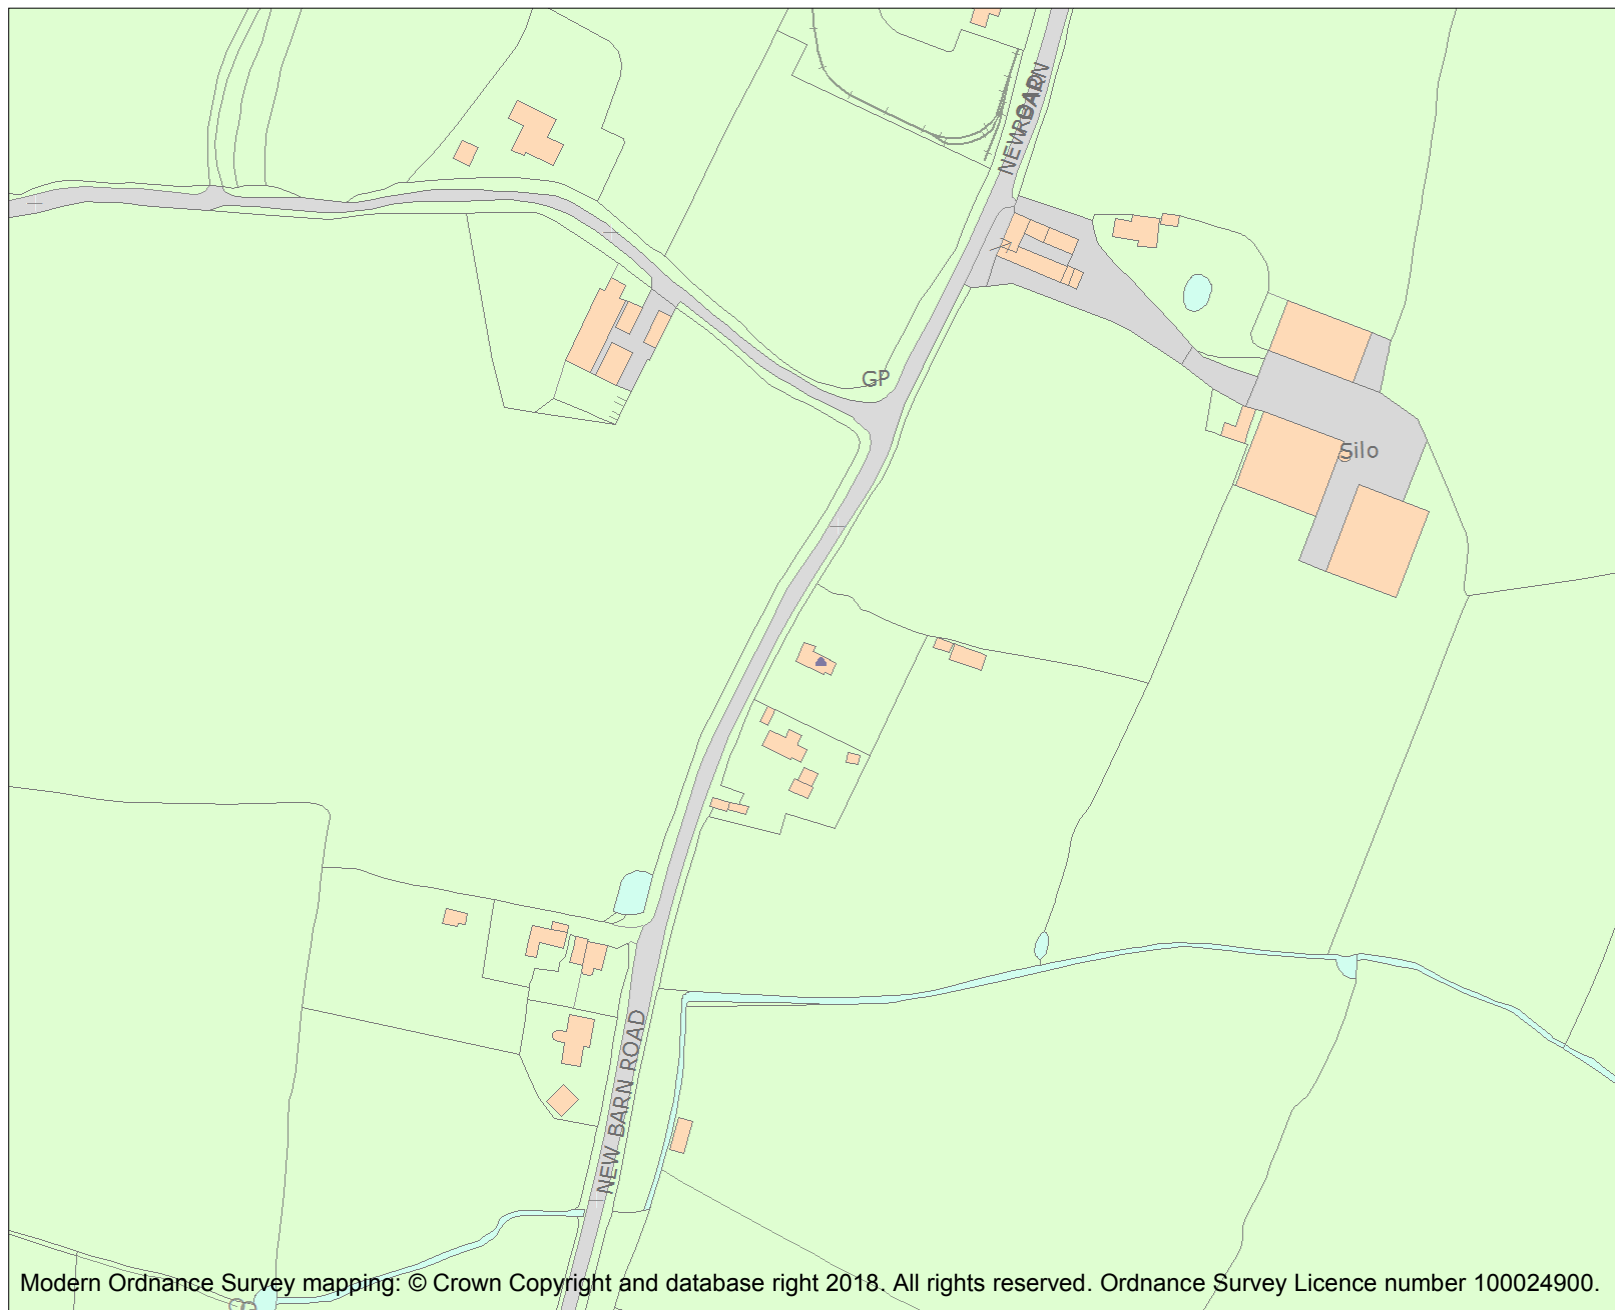 NEW BARN
ROAD
GP
Silo
NEW BARN ROAD
Modern Ordnance Survey mapping: © Crown Copyright and database right 2018. All rights reserved. Ordnance Survey Licence number 100024900.